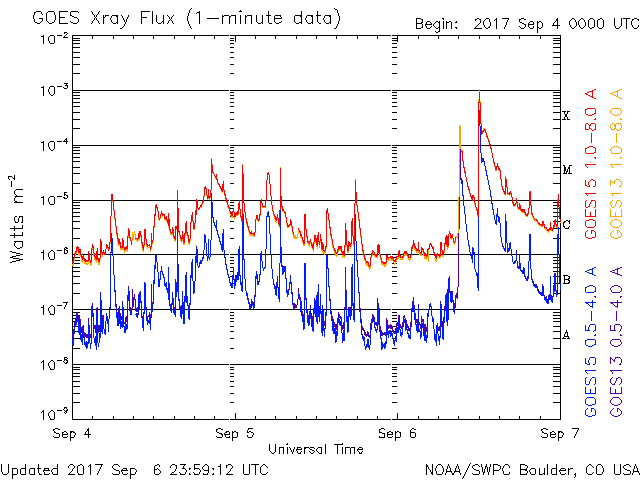 GOES Xray Flux (1-minute data)
Begin: 2017 Sep 4 0000 UTC
10⁻²
10⁻³
10⁻⁴
10⁻⁵
10⁻⁶
10⁻⁷
10⁻⁸
10⁻⁹
Watts m⁻²
X
M
C
B
A
GOES15 1.0-8.0 A
GOES13 1.0-8.0 A
GOES15 0.5-4.0 A
GOES13 0.5-4.0 A
Sep 4
Sep 5
Sep 6
Sep 7
Universal Time
Updated 2017 Sep 6 23:59:12 UTC
NOAA/SWPC Boulder, CO USA